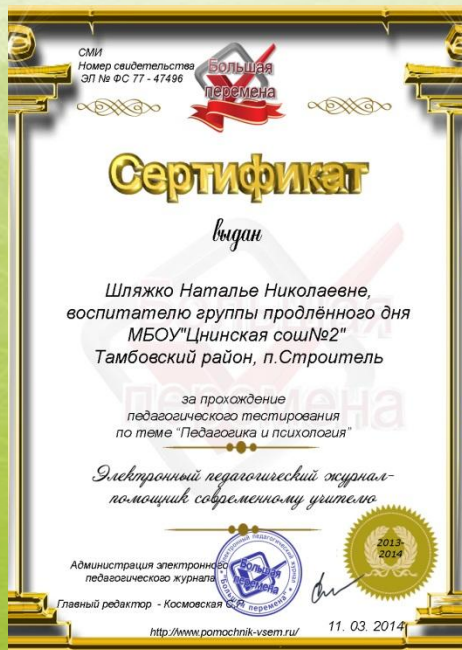 СМИ
Номер свидетельства
ЭЛ № ФС 77 - 47496
Большая
перемена
Сертификат
выдан
Шляжко Наталье Николаевне,
воспитателю группы продлённого дня
МБОУ"Цнинская сош№2"
Тамбовский район, п.Строитель
за прохождение
педагогического тестирования
по теме "Педагогика и психология"
Электронный педагогический журнал-
помощник современному учителю
Администрация электронного
педагогического журнала
Главный редактор - Космовская С.
Большая
перемена
2013-
2014
http://www.pomochnik-vsem.ru/
11. 03. 2014